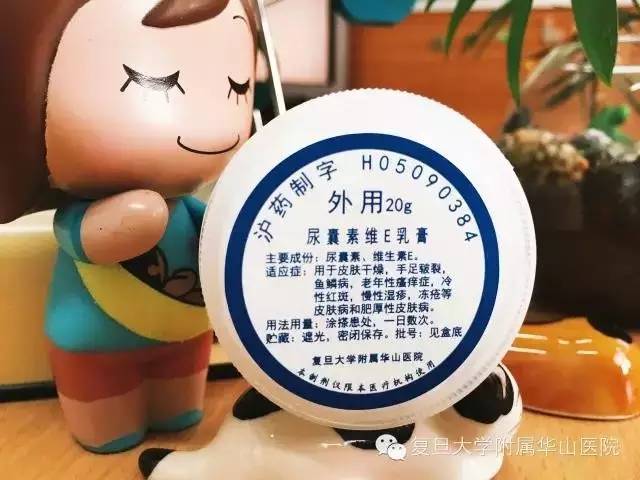 沪药制字 H05090384
外用20g
尿囊素维E乳膏
主要成份：尿囊素、维生素E。
适应症：用于皮肤干燥，手足皲裂，
鱼鳞病，老年性瘙痒症，冷
性红斑，慢性湿疹，冻疮等
皮肤病和肥厚性皮肤病。
用法用量：涂搽患处，一日数次。
贮藏：遮光，密闭保存。批号：见盒底
复旦大学附属华山医院
本制剂仅限本医疗机构使用
复旦大学附属华山医院